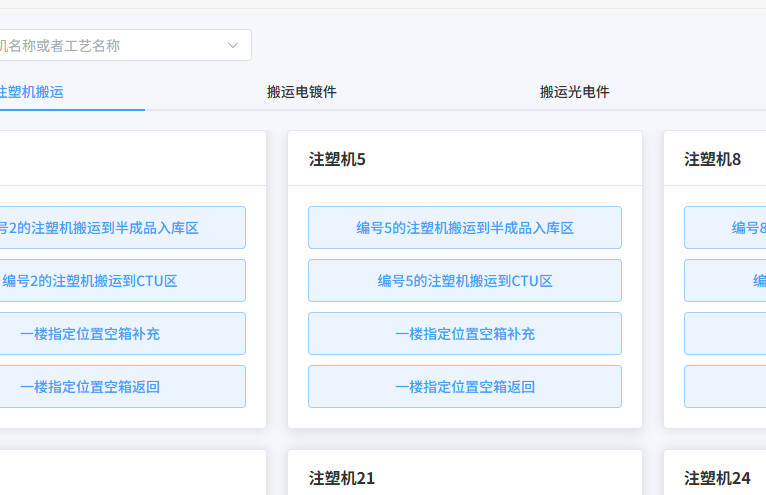 机名称或者工艺名称
注塑机搬运
搬运电镀件
搬运光电件
注塑机5
注塑机8
号2的注塑机搬运到半成品入库区
编号5的注塑机搬运到半成品入库区
编号8
编号2的注塑机搬运到CTU区
编号5的注塑机搬运到CTU区
编
一楼指定位置空箱补充
一楼指定位置空箱补充
一楼指定位置空箱返回
一楼指定位置空箱返回
注塑机21
注塑机24